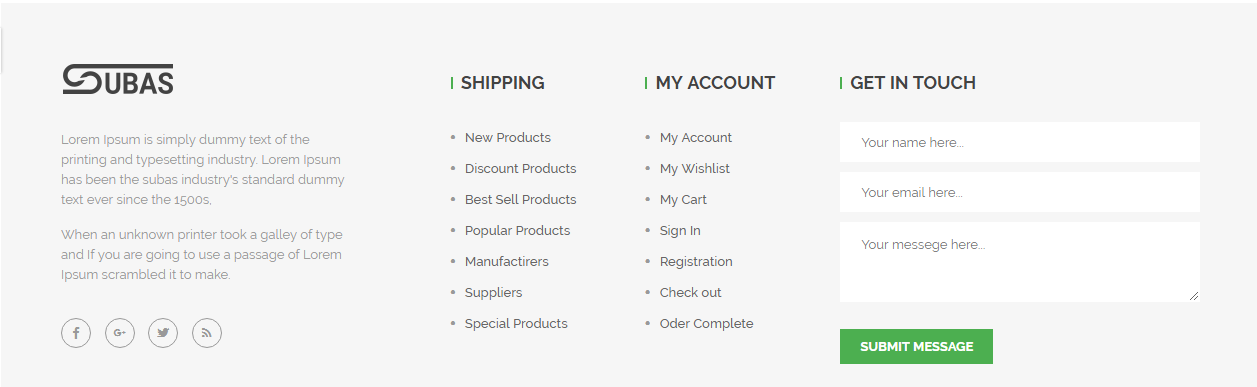 SUBAS
Lorem Ipsum is simply dummy text of the
printing and typesetting industry. Lorem Ipsum
has been the subas industry's standard dummy
text ever since the 1500s,
When an unknown printer took a galley of type
and If you are going to use a passage of Lorem
Ipsum scrambled it to make.
SHIPPING
New Products
Discount Products
Best Sell Products
Popular Products
Manufactirers
Suppliers
Special Products
MY ACCOUNT
My Account
My Wishlist
My Cart
Sign In
Registration
Check out
Oder Complete
GET IN TOUCH
Your name here...
Your email here...
Your messege here...
SUBMIT MESSAGE